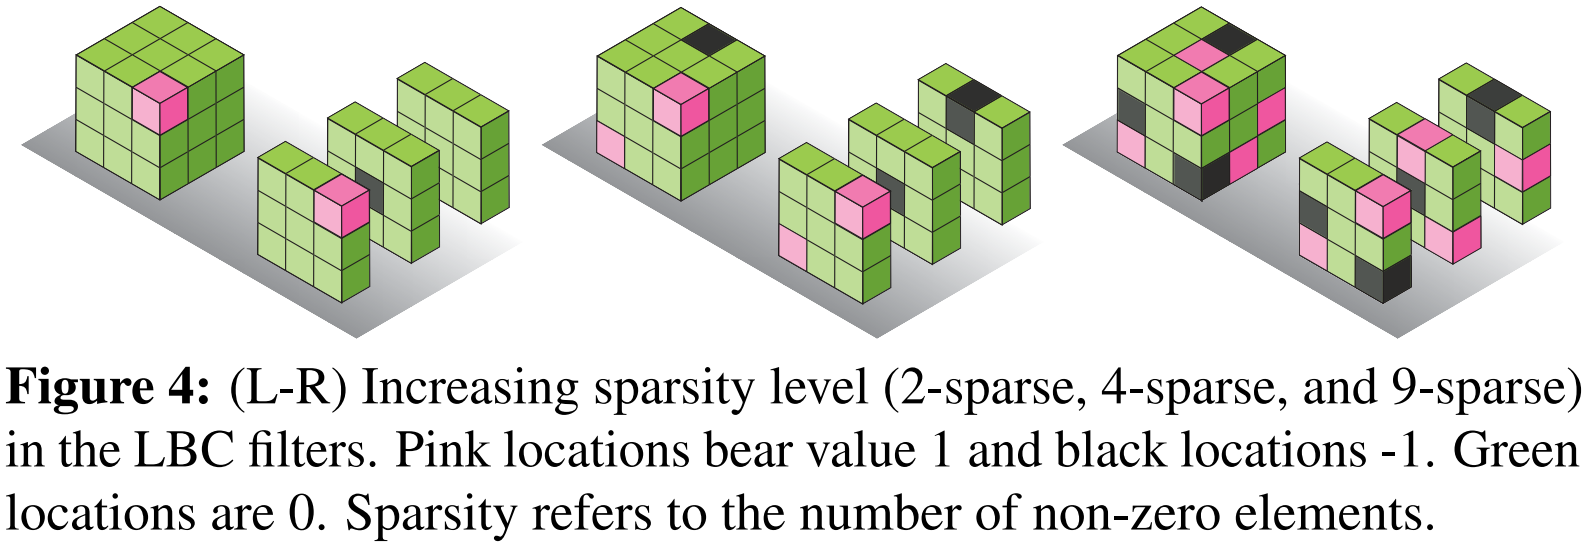 Figure 4: (L-R) Increasing sparsity level (2-sparse, 4-sparse, and 9-sparse)
in the LBC filters. Pink locations bear value 1 and black locations -1. Green
locations are 0. Sparsity refers to the number of non-zero elements.